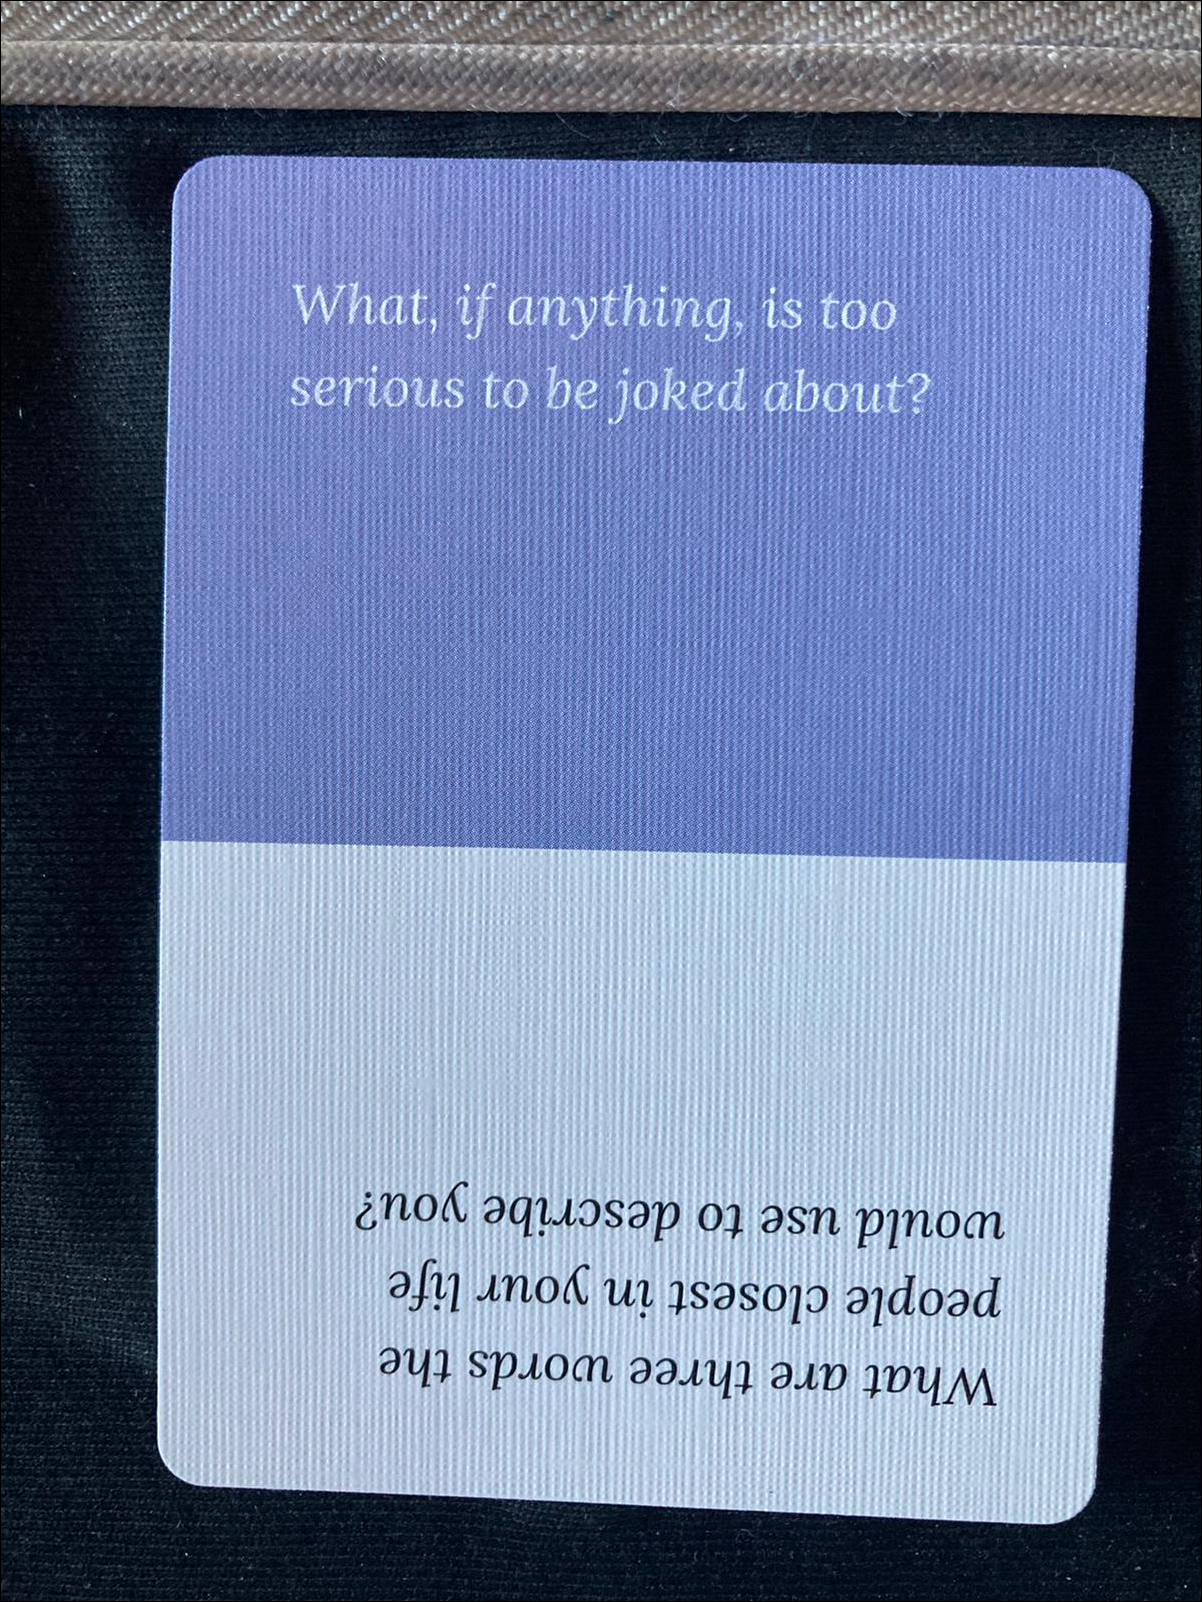 What, if anything, is too
serious to be joked about?
What are three words the
people closest in your life
would use to describe you?